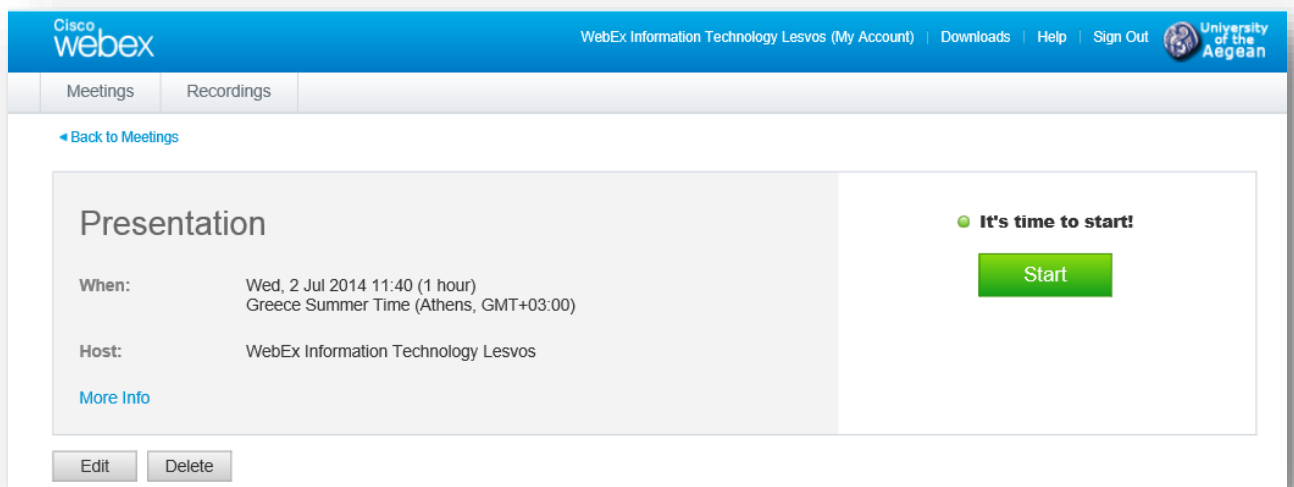 Cisco
webex
WebEx Information Technology Lesvos (My Account) | Downloads | Help | Sign Out
University
of the
Aegean
Meetings Recordings
◄ Back to Meetings
Presentation
It's time to start!
Start
When: Wed, 2 Jul 2014 11:40 (1 hour)
Greece Summer Time (Athens, GMT+03:00)
Host: WebEx Information Technology Lesvos
More Info
Edit Delete